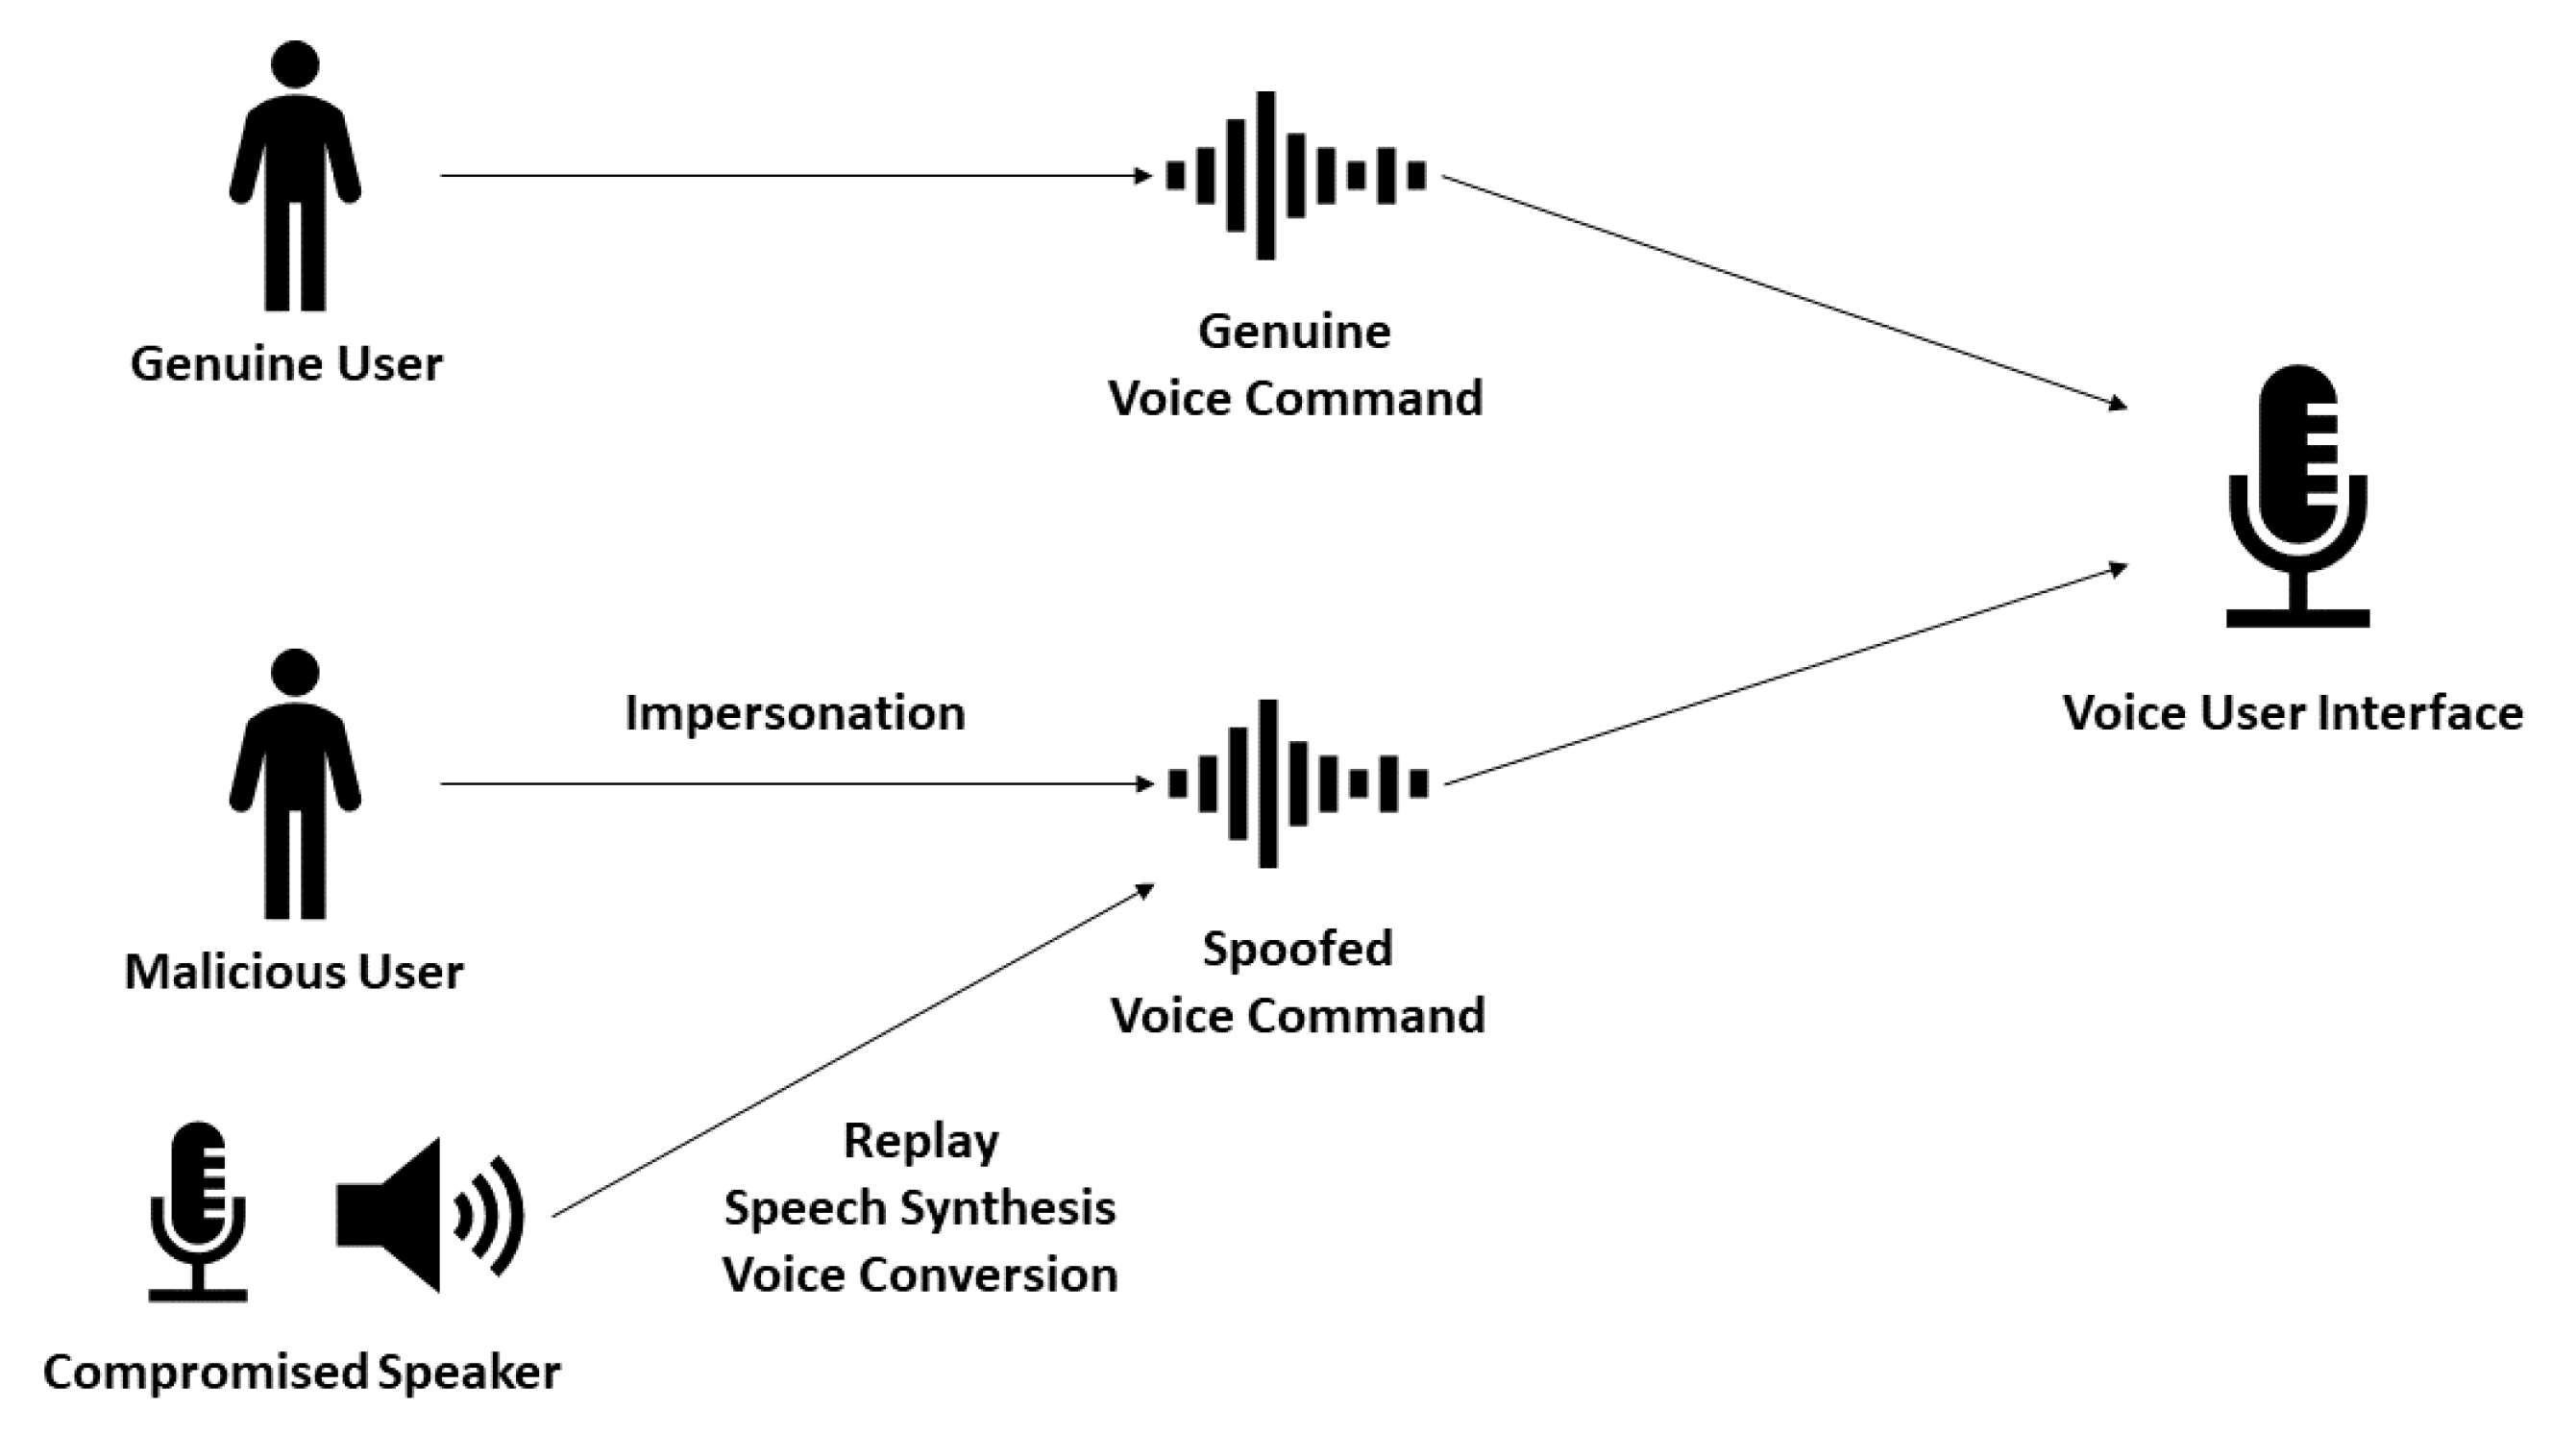 Genuine User
Genuine
Voice Command
Impersonation
Voice User Interface
Malicious User
Spoofed
Voice Command
Replay
Speech Synthesis
Voice Conversion
Compromised Speaker